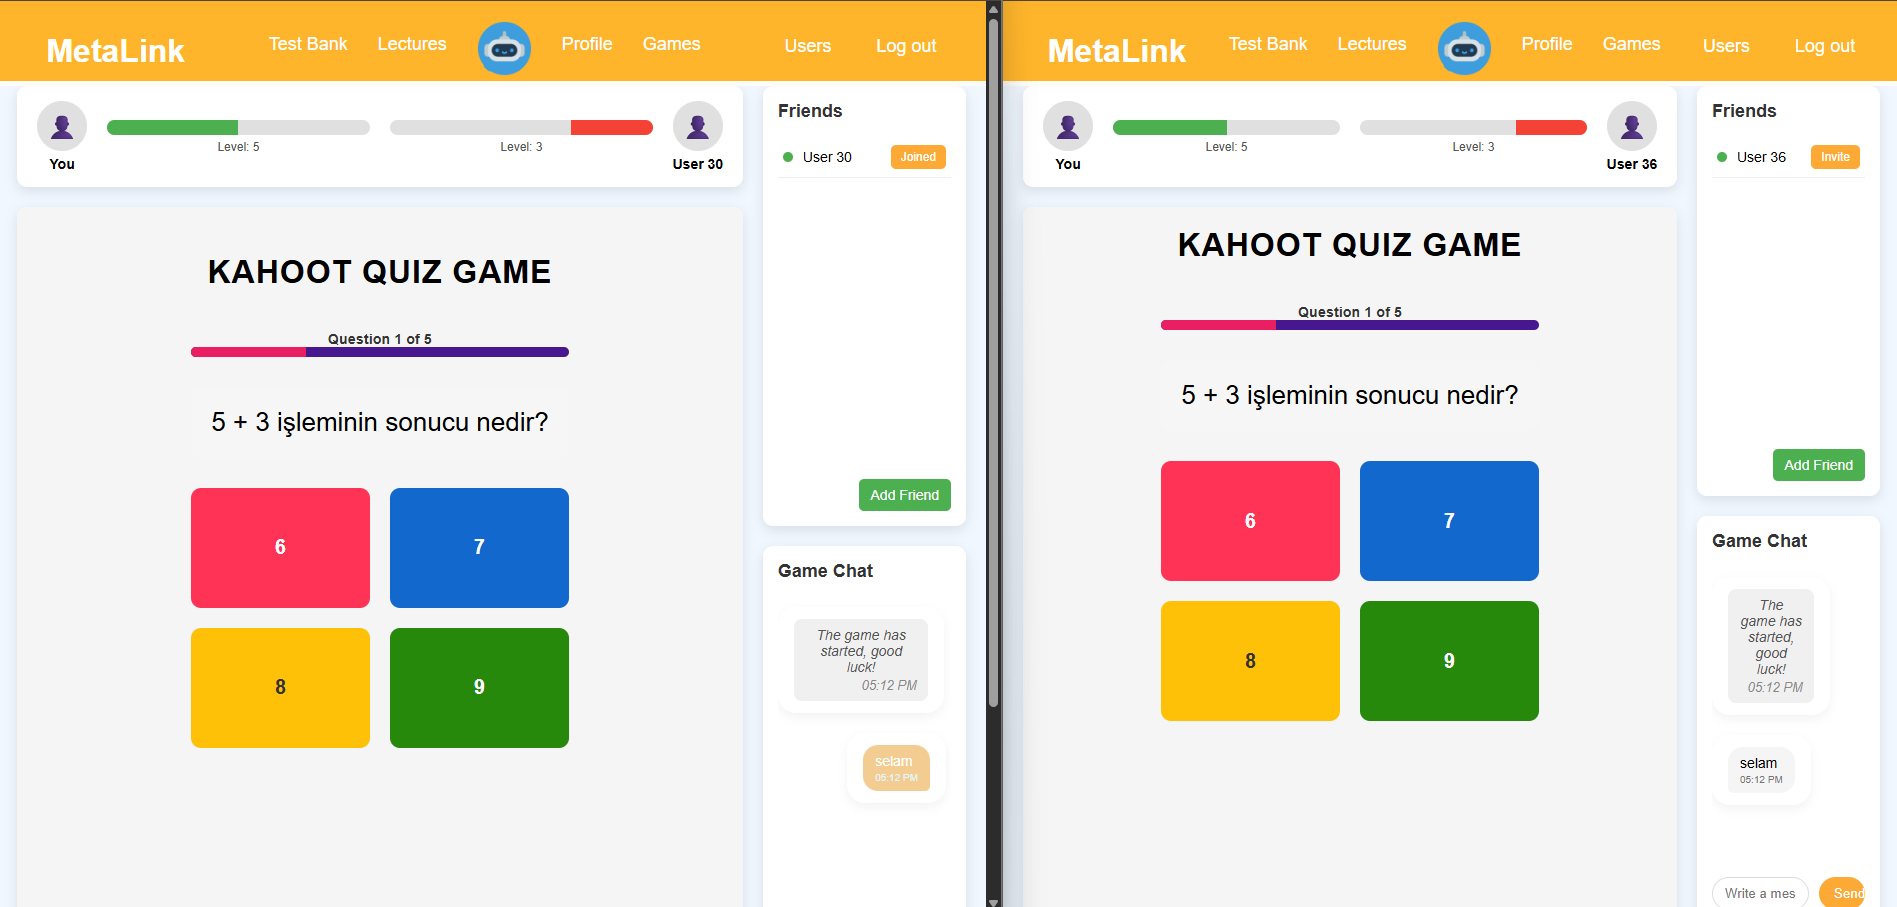 MetaLink
Test Bank
Lectures
Profile
Games
Users
Log out
You
Level: 5
Level: 3
User 30
KAHOOT QUIZ GAME
Question 1 of 5
5 + 3 işleminin sonucu nedir?
6
7
8
9
Friends
User 30
Joined
Add Friend
Game Chat
The game has
started, good
luck!
05:12 PM
selam
05:12 PM
MetaLink
Test Bank
Lectures
Profile
Games
Users
Log out
You
Level: 5
Level: 3
User 36
KAHOOT QUIZ GAME
Question 1 of 5
5 + 3 işleminin sonucu nedir?
6
7
8
9
Friends
User 36
Invite
Add Friend
Game Chat
The
game has
started,
good
luck!
05:12 PM
selam
05:12 PM
Write a mes
Send